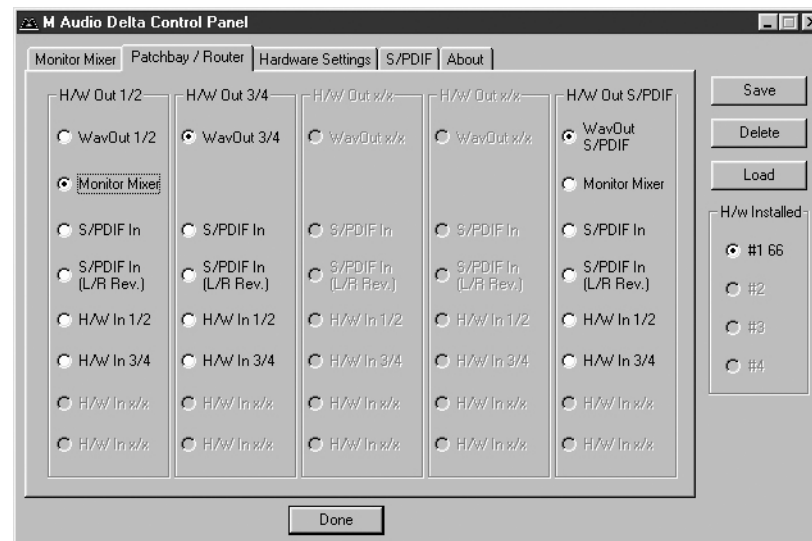 M Audio Delta Control Panel
Monitor Mixer
Patchbay / Router
Hardware Settings
S/PDIF
About
H/W Out 1/2
WavOut 1/2
Monitor Mixer
S/PDIF In
S/PDIF In
(L/R Rev.)
H/W In 1/2
H/W In 3/4
H/W In x/x
H/W In x/x
H/W Out 3/4
WavOut 3/4
S/PDIF In
S/PDIF In
(L/R Rev.)
H/W In 1/2
H/W In 3/4
H/W In x/x
H/W In x/x
H/W Out x/x
WavOut x/x
S/PDIF In
S/PDIF In
(L/R Rev.)
H/W In 1/2
H/W In 3/4
H/W In x/x
H/W In x/x
H/W Out x/x
WavOut x/x
S/PDIF In
S/PDIF In
(L/R Rev.)
H/W In 1/2
H/W In 3/4
H/W In x/x
H/W In x/x
H/W Out S/PDIF
WavOut
S/PDIF
Monitor Mixer
S/PDIF In
S/PDIF In
(L/R Rev.)
H/W In 1/2
H/W In 3/4
H/W In x/x
H/W In x/x
Save
Delete
Load
H/w Installed
#1 66
#2
#3
#4
Done